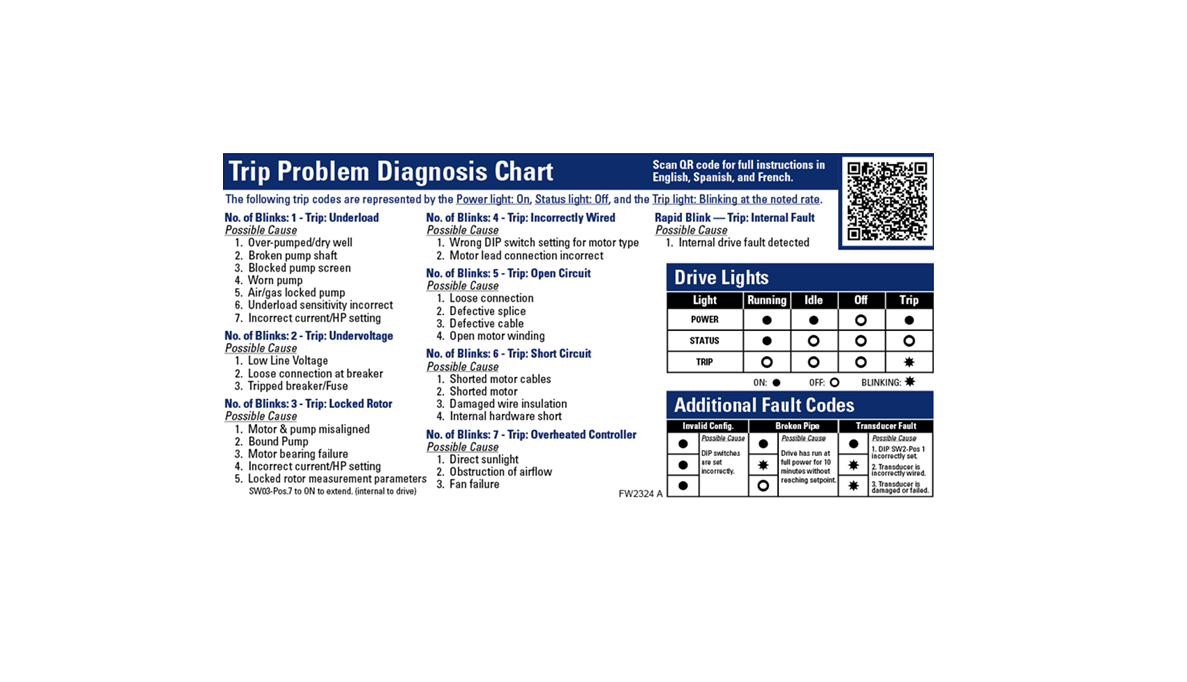 Trip Problem Diagnosis Chart
Scan QR code for full instructions in
English, Spanish, and French.
The following trip codes are represented by the Power light: On, Status light: Off, and the Trip light: Blinking at the noted rate.
No. of Blinks: 1 - Trip: Underload
Possible Cause
1. Over-pumped/dry well
2. Broken pump shaft
3. Blocked pump screen
4. Worn pump
5. Air/gas locked pump
6. Underload sensitivity incorrect
7. Incorrect current/HP setting
No. of Blinks: 2 - Trip: Undervoltage
Possible Cause
1. Low Line Voltage
2. Loose connection at breaker
3. Tripped breaker/Fuse
No. of Blinks: 3 - Trip: Locked Rotor
Possible Cause
1. Motor & pump misaligned
2. Bound Pump
3. Motor bearing failure
4. Incorrect current/HP setting
5. Locked rotor measurement parameters
SW03-Pos.7 to ON to extend. (internal to drive)
No. of Blinks: 4 - Trip: Incorrectly Wired
Possible Cause
1. Wrong DIP switch setting for motor type
2. Motor lead connection incorrect
No. of Blinks: 5 - Trip: Open Circuit
Possible Cause
1. Loose connection
2. Defective splice
3. Defective cable
4. Open motor winding
No. of Blinks: 6 - Trip: Short Circuit
Possible Cause
1. Shorted motor cables
2. Shorted motor
3. Damaged wire insulation
4. Internal hardware short
No. of Blinks: 7 - Trip: Overheated Controller
Possible Cause
1. Direct sunlight
2. Obstruction of airflow
3. Fan failure
FW2324 A
Rapid Blink — Trip: Internal Fault
Possible Cause
1. Internal drive fault detected
Drive Lights
Light Running Idle Off Trip
POWER
STATUS
TRIP
ON: OFF: BLINKING:
Additional Fault Codes
Invalid Config. Broken Pipe Transducer Fault
Possible Cause
DIP switches
are set
incorrectly.
Possible Cause
Drive has run at
full power for 10
minutes without
reaching setpoint.
Possible Cause
1. DIP SW2-Pos 1
incorrectly set.
2. Transducer is
incorrectly wired.
3. Transducer is
damaged or failed.